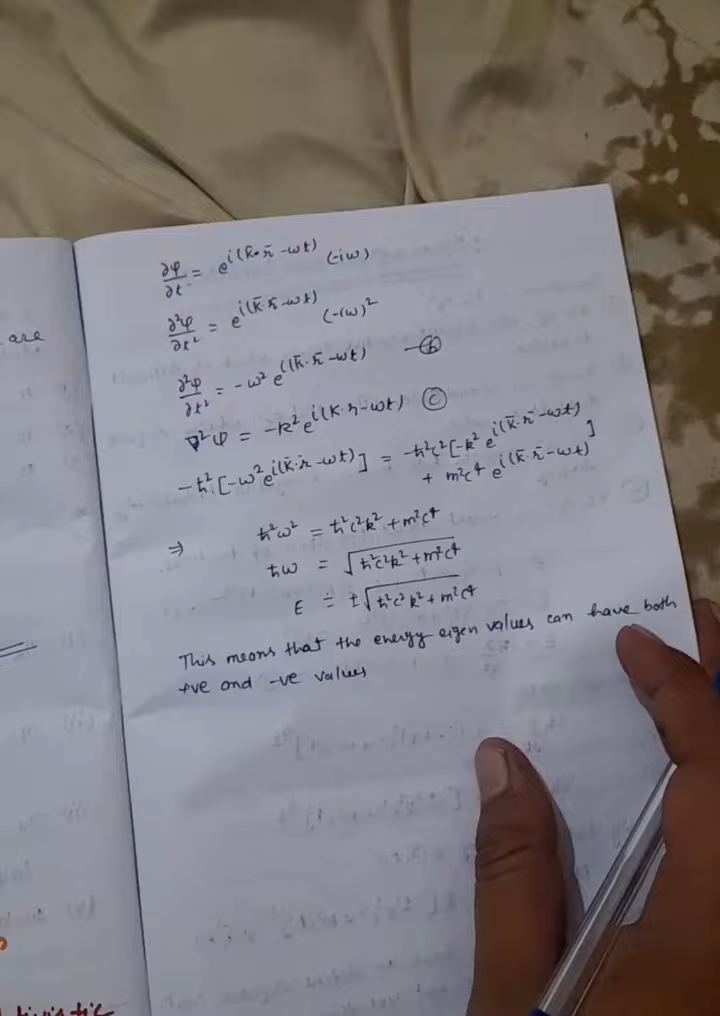 are
∂φ/∂t = e^{i(k̄·r̄-ωt)} (-iω)
∂²φ/∂t² = e^{i(k̄·r̄-ωt)} (-iω)²
∂²φ/∂t² = -ω² e^{i(k̄·r̄-ωt)} —ⓑ
∇²φ = -k² e^{i(k·r-ωt)} ⓒ
-ħ²[-ω² e^{i(k̄·r̄-ωt)}] = -ħ²c²[-k² e^{i(k̄·r̄-ωt)}]
+ m²c⁴ e^{i(k̄·r̄-ωt)}
⇒ ħ²ω² = ħ²c²k² + m²c⁴
ħω = √(ħ²c²k² + m²c⁴)
E = ±√(ħ²c²k² + m²c⁴)
This means that the energy eigen values can have both
+ve and -ve values